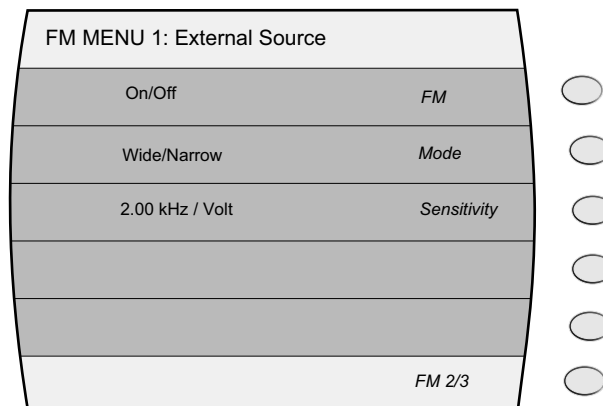 FM MENU 1: External Source
On/Off FM
Wide/Narrow Mode
2.00 kHz / Volt Sensitivity
FM 2/3